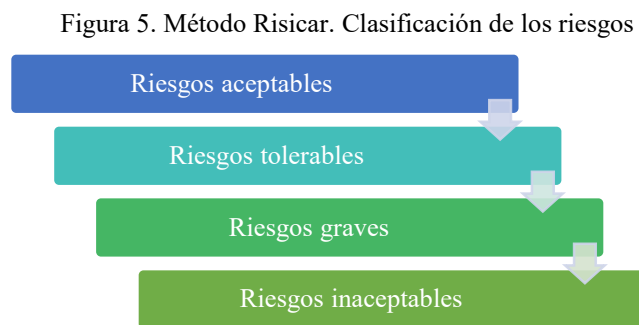 Figura 5. Método Risicar. Clasificación de los riesgos
Riesgos aceptables
Riesgos tolerables
Riesgos graves
Riesgos inaceptables